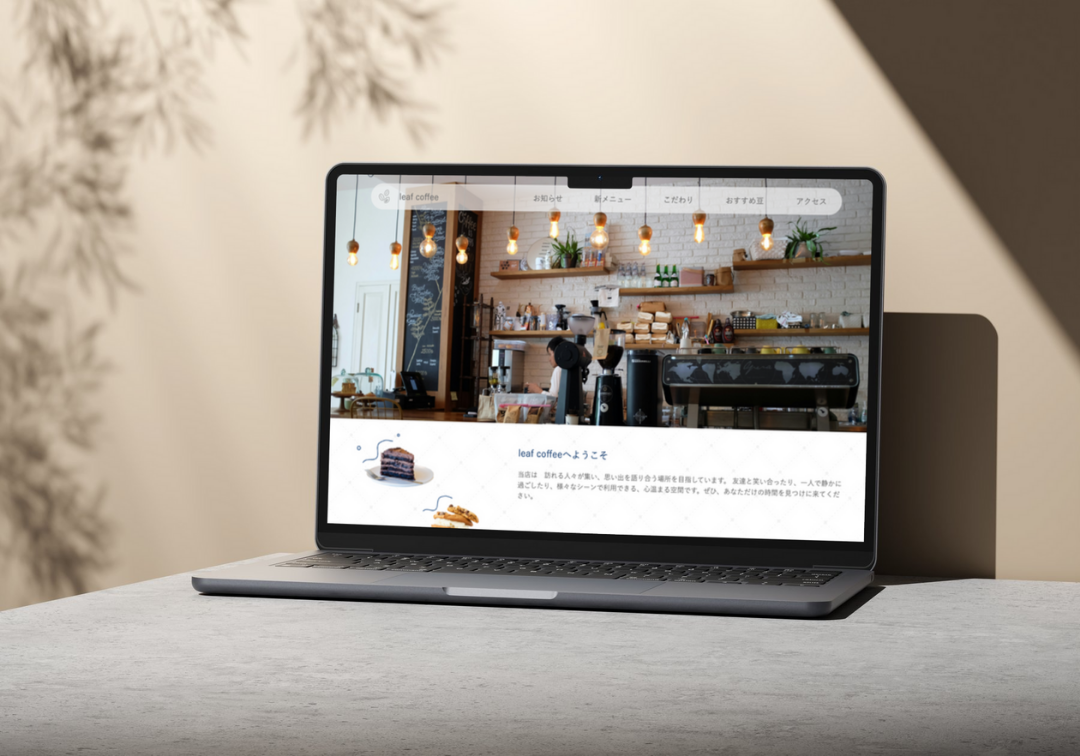 leaf coffee
お知らせ
新メニュー
こだわり
おすすめ豆
アクセス
leaf coffeeへようこそ
当店は　訪れる人々が集い、思い出を語り合う場所を目指しています。 友達と笑い合ったり、一人で静かに
過ごしたり、様々なシーンで利用できる、心温まる空間です。ぜひ、あなただけの時間を見つけに来てくだ
さい。